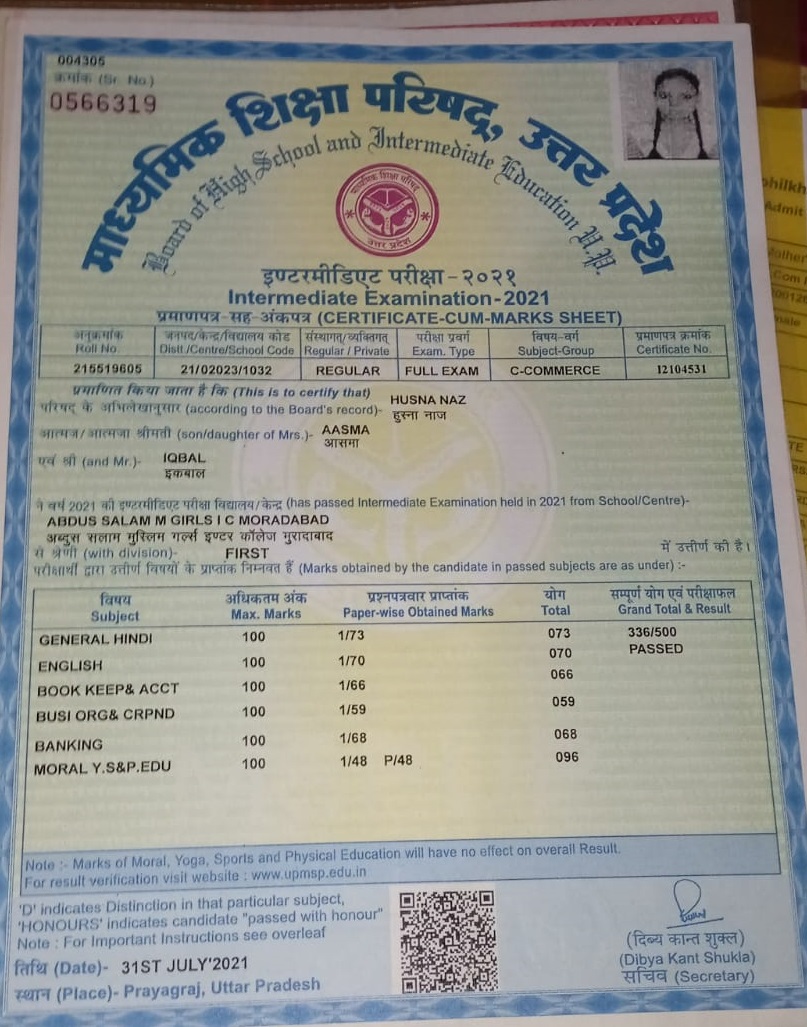 004305
क्रमांक (Sr. No.)
0566319
माध्यमिक शिक्षा परिषद्, उत्तर प्रदेश
Board of High School and Intermediate Education U.P.
माध्यमिक शिक्षा परिषद
उत्तर प्रदेश
इण्टरमीडिएट परीक्षा-२०२१
Intermediate Examination-2021
प्रमाणपत्र-सह-अंकपत्र (CERTIFICATE-CUM-MARKS SHEET)
अनुक्रमांक जनपद/केन्द्र/विद्यालय कोड संस्थागत/व्यक्तिगत परीक्षा प्रवर्ग विषय-वर्ग प्रमाणपत्र क्रमांक
Roll No. Distt./Centre/School Code Regular / Private Exam. Type Subject-Group Certificate No.
215519605 21/02023/1032 REGULAR FULL EXAM C-COMMERCE 12104531
प्रमाणित किया जाता है कि (This is to certify that)
परिषद के अभिलेखानुसार (according to the Board's record)- HUSNA NAZ
हुस्ना नाज
आत्मज/आत्मजा श्रीमती (son/daughter of Mrs.)- AASMA
आसमा
एवं श्री (and Mr.)- IQBAL
इकबाल
ने वर्ष 2021 की इण्टरमीडिएट परीक्षा विद्यालय/केन्द्र (has passed Intermediate Examination held in 2021 from School/Centre)-
ABDUS SALAM M GIRLS I C MORADABAD
अब्दुस सलाम मुस्लिम गर्ल्स इण्टर कॉलेज मुरादाबाद
से श्रेणी (with division)- FIRST में उत्तीर्ण की है।
परीक्षार्थी द्वारा उत्तीर्ण विषयों के प्राप्तांक निम्नवत हैं (Marks obtained by the candidate in passed subjects are as under) :-
विषय अधिकतम अंक प्रश्नपत्रवार प्राप्तांक योग सम्पूर्ण योग एवं परीक्षाफल
Subject Max. Marks Paper-wise Obtained Marks Total Grand Total & Result
GENERAL HINDI 100 1/73 073 336/500
ENGLISH 100 1/70 070 PASSED
BOOK KEEP& ACCT 100 1/66 066
BUSI ORG& CRPND 100 1/59 059
BANKING 100 1/68 068
MORAL Y.S&P.EDU 100 1/48 P/48 096
Note :- Marks of Moral, Yoga, Sports and Physical Education will have no effect on overall Result.
For result verification visit website : www.upmsp.edu.in
'D' indicates Distinction in that particular subject,
'HONOURS' indicates candidate "passed with honour"
Note : For Important Instructions see overleaf
तिथि (Date)- 31ST JULY'2021
स्थान (Place)- Prayagraj, Uttar Pradesh
(दिब्य कान्त शुक्ल)
(Dibya Kant Shukla)
सचिव (Secretary)
Admit